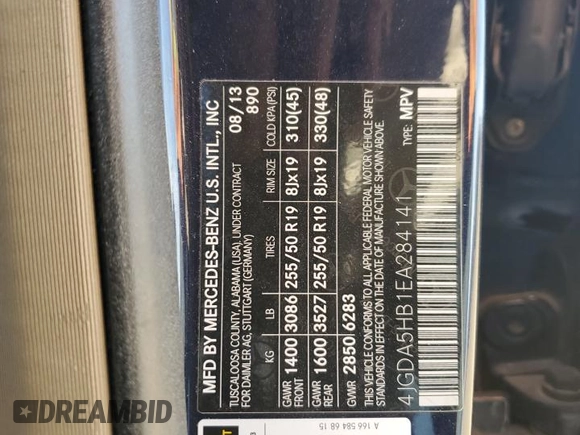 MFD BY MERCEDES-BENZ U.S. INTL., INC
TUSCALOOSA COUNTY, ALABAMA (USA), UNDER CONTRACT
FOR DAIMLER AG, STUTTGART (GERMANY)
08/13
890
KG LB TIRES RIM SIZE COLD KPA(PSI)
GAWR 1400 3086 255/50 R19 8Jx19 310(45)
FRONT
GAWR 1600 3527 255/50 R19 8Jx19 330(48)
REAR
GVWR 2850 6283
THIS VEHICLE CONFORMS TO ALL APPLICABLE FEDERAL MOTOR VEHICLE SAFETY
STANDARDS IN EFFECT ON THE DATE OF MANUFACTURE SHOWN ABOVE.
4JGDA5HB1EA284141 TYPE: MPV
A 166 584 68 15
DREAMBID